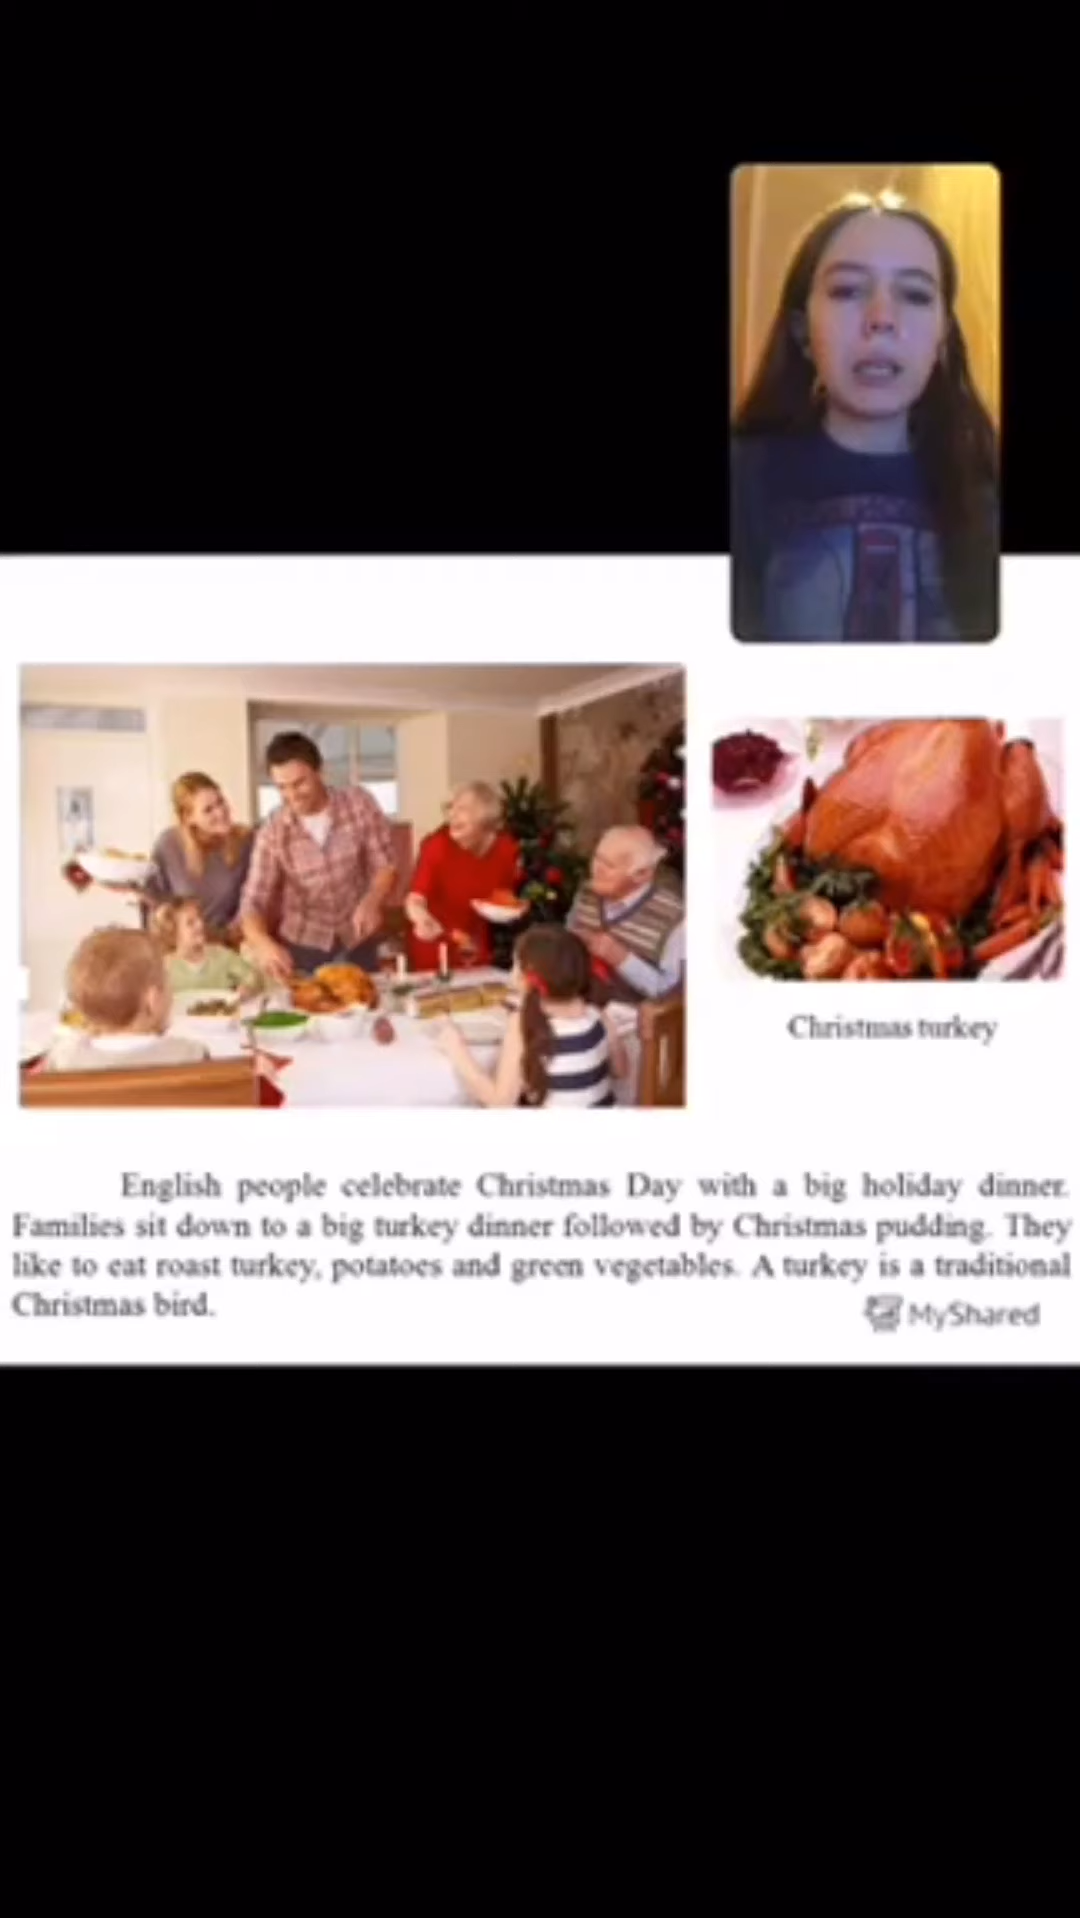 Christmas turkey
English people celebrate Christmas Day with a big holiday dinner.
Families sit down to a big turkey dinner followed by Christmas pudding. They
like to eat roast turkey, potatoes and green vegetables. A turkey is a traditional
Christmas bird.
MyShared